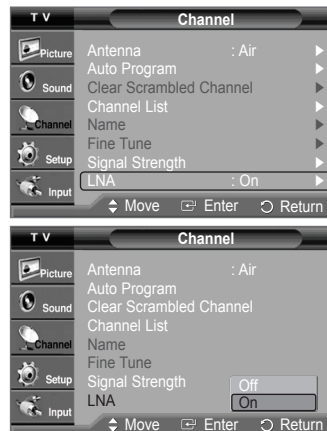 T V
Channel
Picture
Sound
Channel
Setup
Input
Antenna : Air
Auto Program
Clear Scrambled Channel
Channel List
Name
Fine Tune
Signal Strength
LNA : On
Move Enter Return
T V
Channel
Picture
Sound
Channel
Setup
Input
Antenna : Air
Auto Program
Clear Scrambled Channel
Channel List
Name
Fine Tune
Signal Strength
LNA
Off
On
Move Enter Return